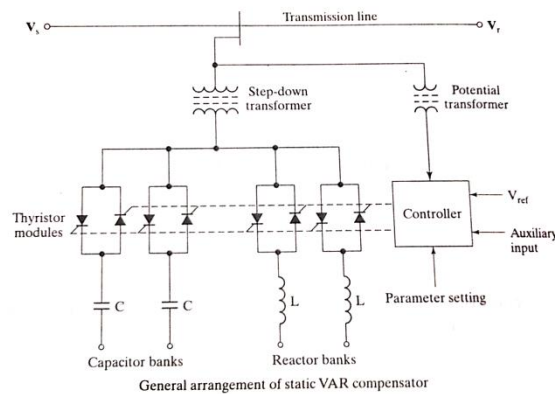 Vs
Transmission line
Vr
Step-down
transformer
Potential
transformer
Thyristor
modules
Controller
Vref
Auxiliary
input
C
C
L
L
Parameter setting
Capacitor banks
Reactor banks
General arrangement of static VAR compensator